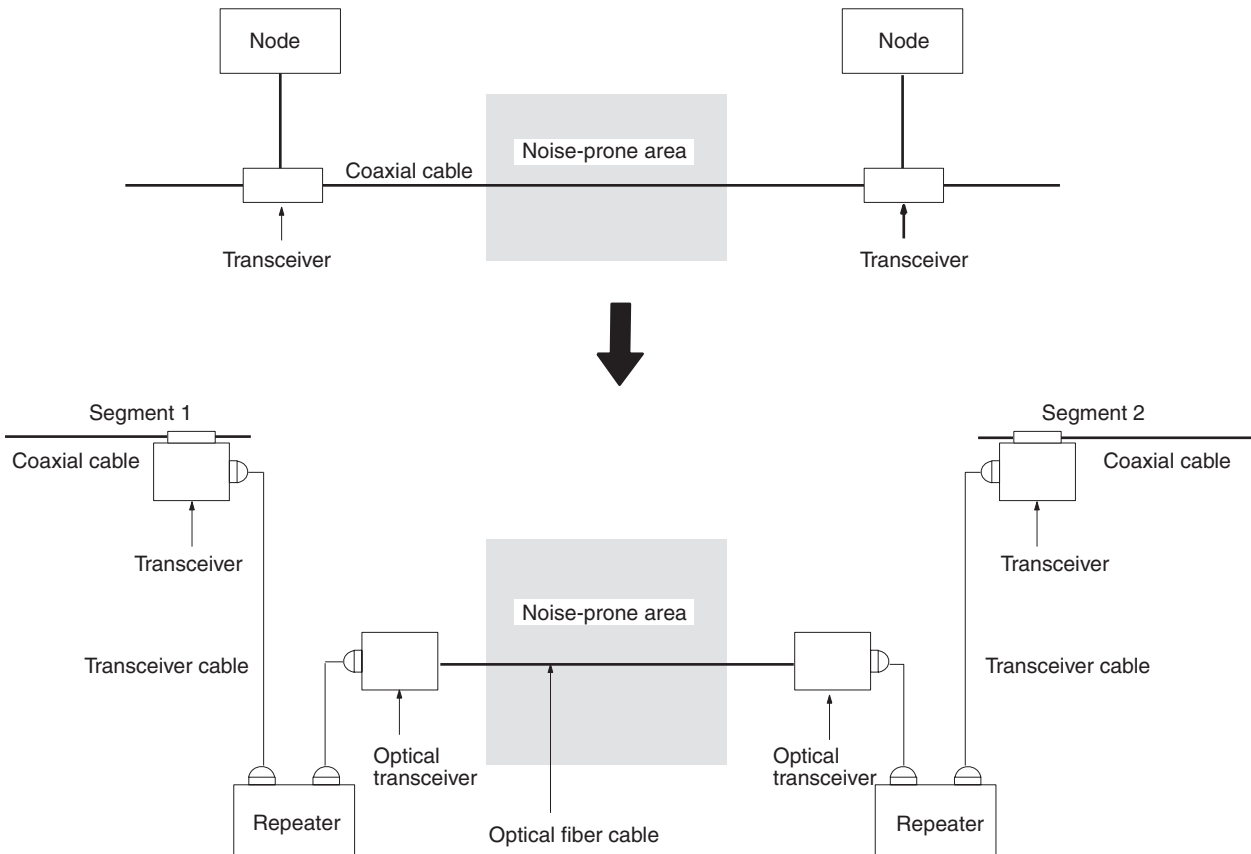 Node
Node
Noise-prone area
Coaxial cable
Transceiver
Transceiver
Segment 1
Segment 2
Coaxial cable
Coaxial cable
Transceiver
Transceiver
Noise-prone area
Transceiver cable
Transceiver cable
Optical
transceiver
Optical
transceiver
Repeater
Optical fiber cable
Repeater